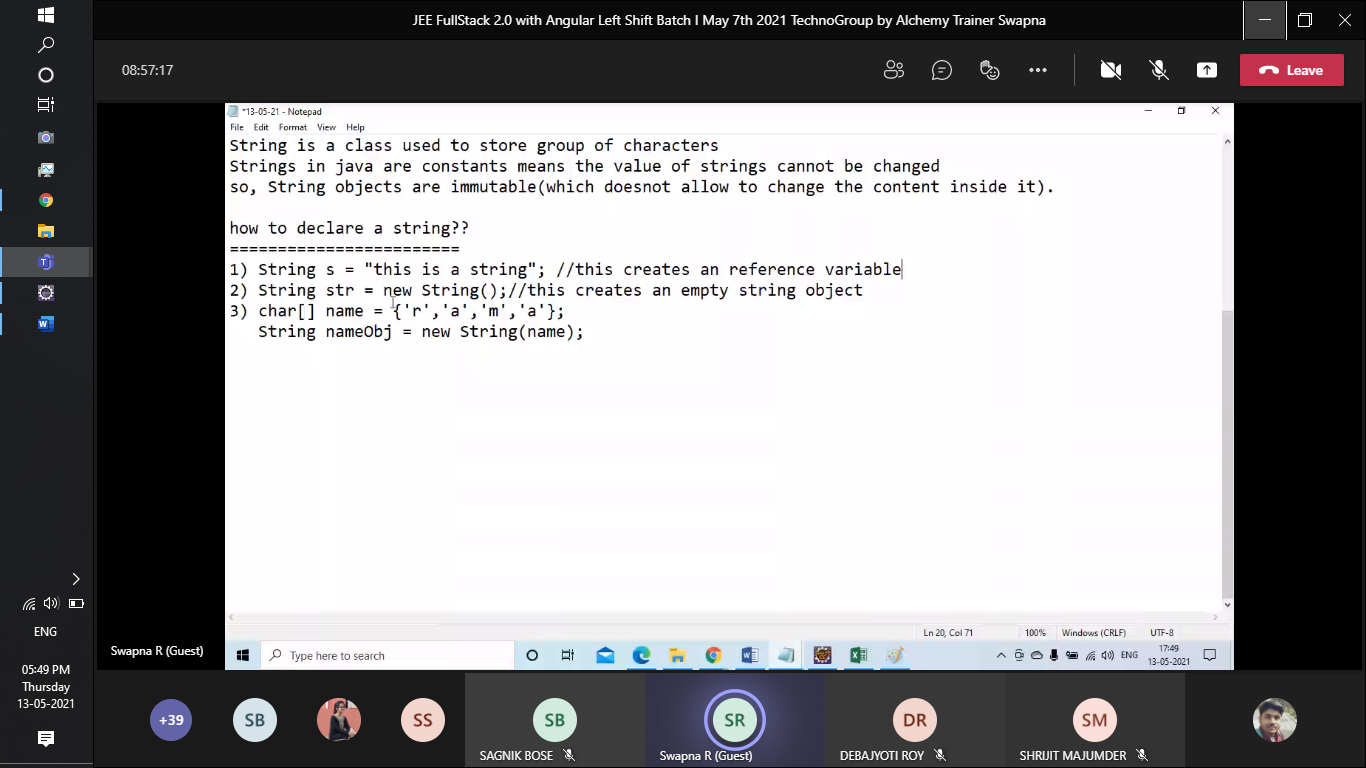 JEE FullStack 2.0 with Angular Left Shift Batch I May 7th 2021 TechnoGroup by Alchemy Trainer Swapna
08:57:17
Leave
*13-05-21 - Notepad
File Edit Format View Help
String is a class used to store group of characters
Strings in java are constants means the value of strings cannot be changed
so, String objects are immutable(which doesnot allow to change the content inside it).
how to declare a string??
========================
1) String s = "this is a string"; //this creates an reference variable
2) String str = new String();//this creates an empty string object
3) char[] name = {'r','a','m','a'};
String nameObj = new String(name);
Ln 20, Col 71 100% Windows (CRLF) UTF-8
Swapna R (Guest)
Type here to search
ENG
17:49
13-05-2021
ENG
05:49 PM
Thursday
13-05-2021
+39
SB
SS
SB
SAGNIK BOSE
SR
Swapna R (Guest)
DR
DEBAJYOTI ROY
SM
SHRIJIT MAJUMDER